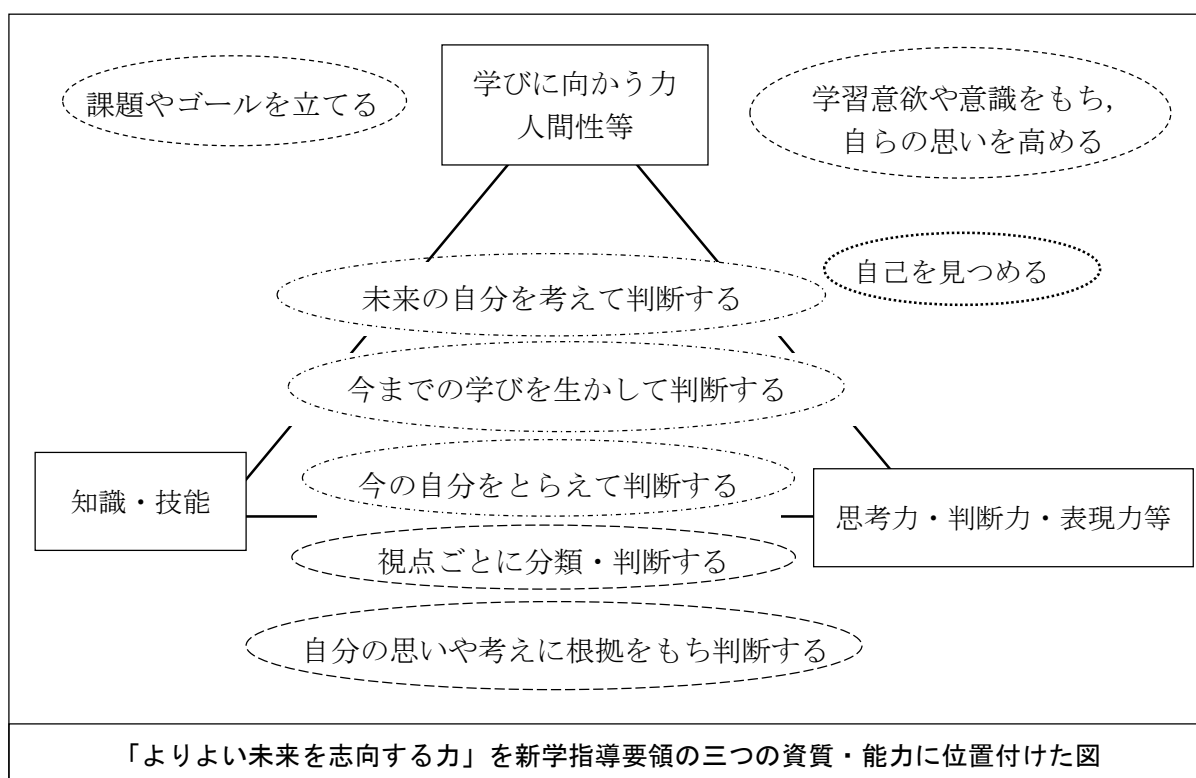 課題やゴールを立てる
学びに向かう力
人間性等
学習意欲や意識をもち,
自らの思いを高める
自己を見つめる
未来の自分を考えて判断する
今までの学びを生かして判断する
知識・技能
今の自分をとらえて判断する
思考力・判断力・表現力等
視点ごとに分類・判断する
自分の思いや考えに根拠をもち判断する
「よりよい未来を志向する力」を新学指導要領の三つの資質・能力に位置付けた図